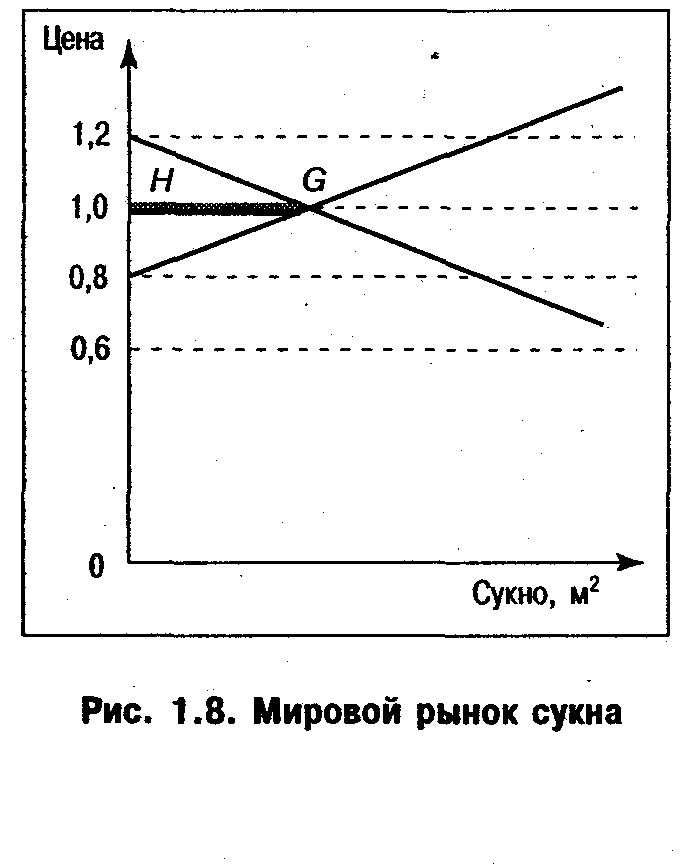 Цена
1,2
H
G
1,0
0,8
0,6
0
Сукно, м²
Рис. 1.8. Мировой рынок сукна